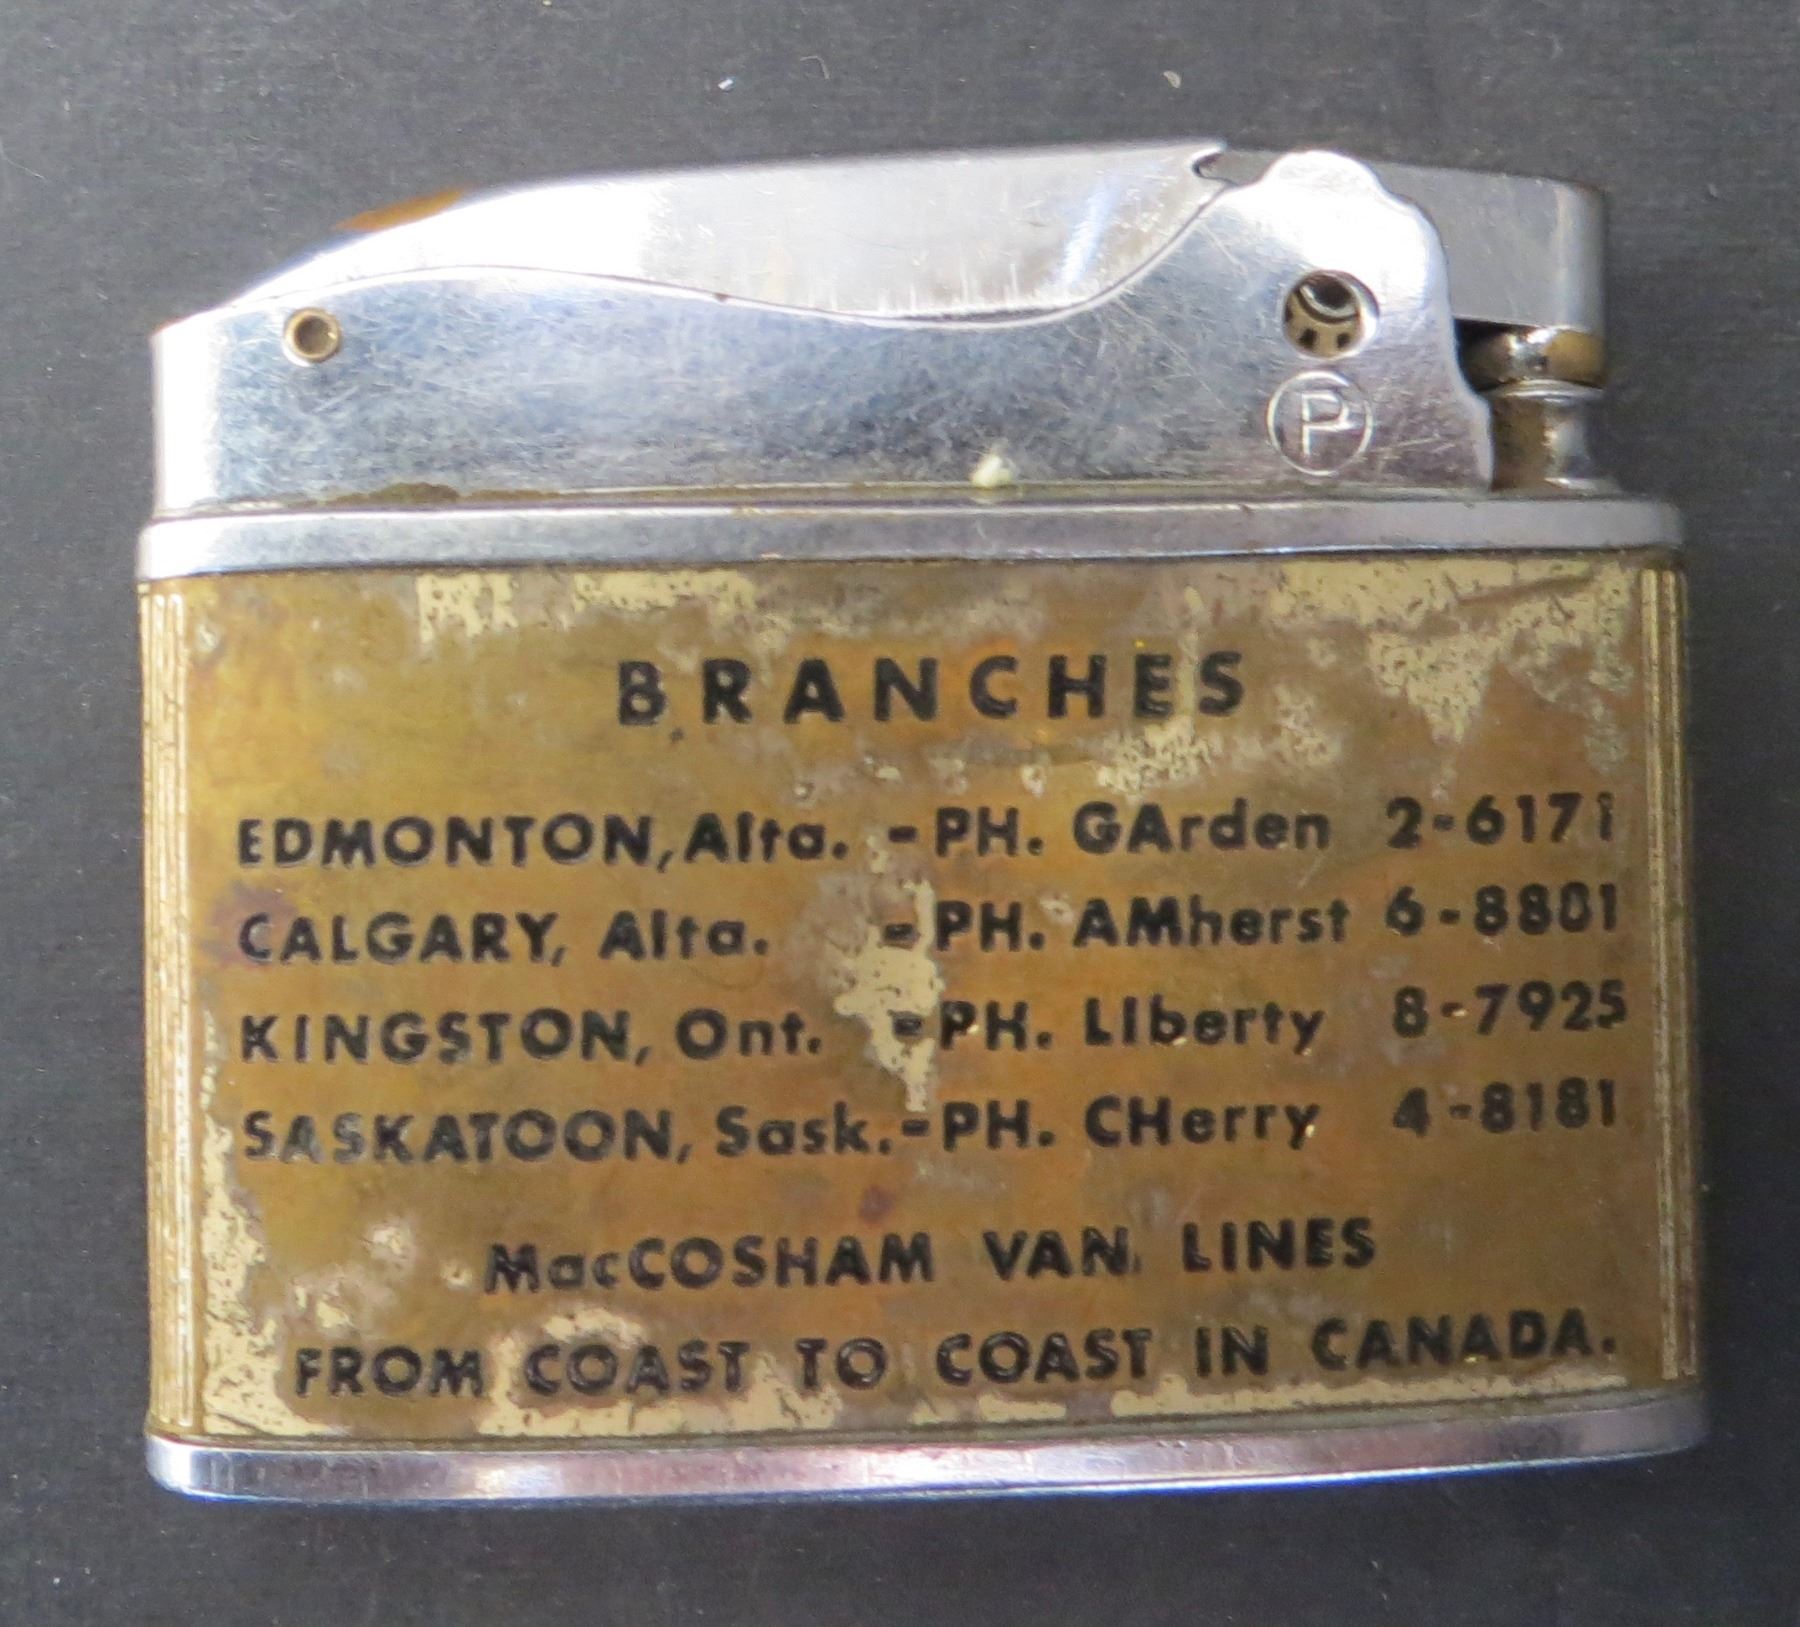 P
BRANCHES
EDMONTON, Alta. - PH. GArden 2-6171
CALGARY, Alta. - PH. AMherst 6-8801
KINGSTON, Ont. - PH. LIberty 8-7925
SASKATOON, Sask. - PH. CHerry 4-8181
MacCOSHAM VAN LINES
FROM COAST TO COAST IN CANADA.